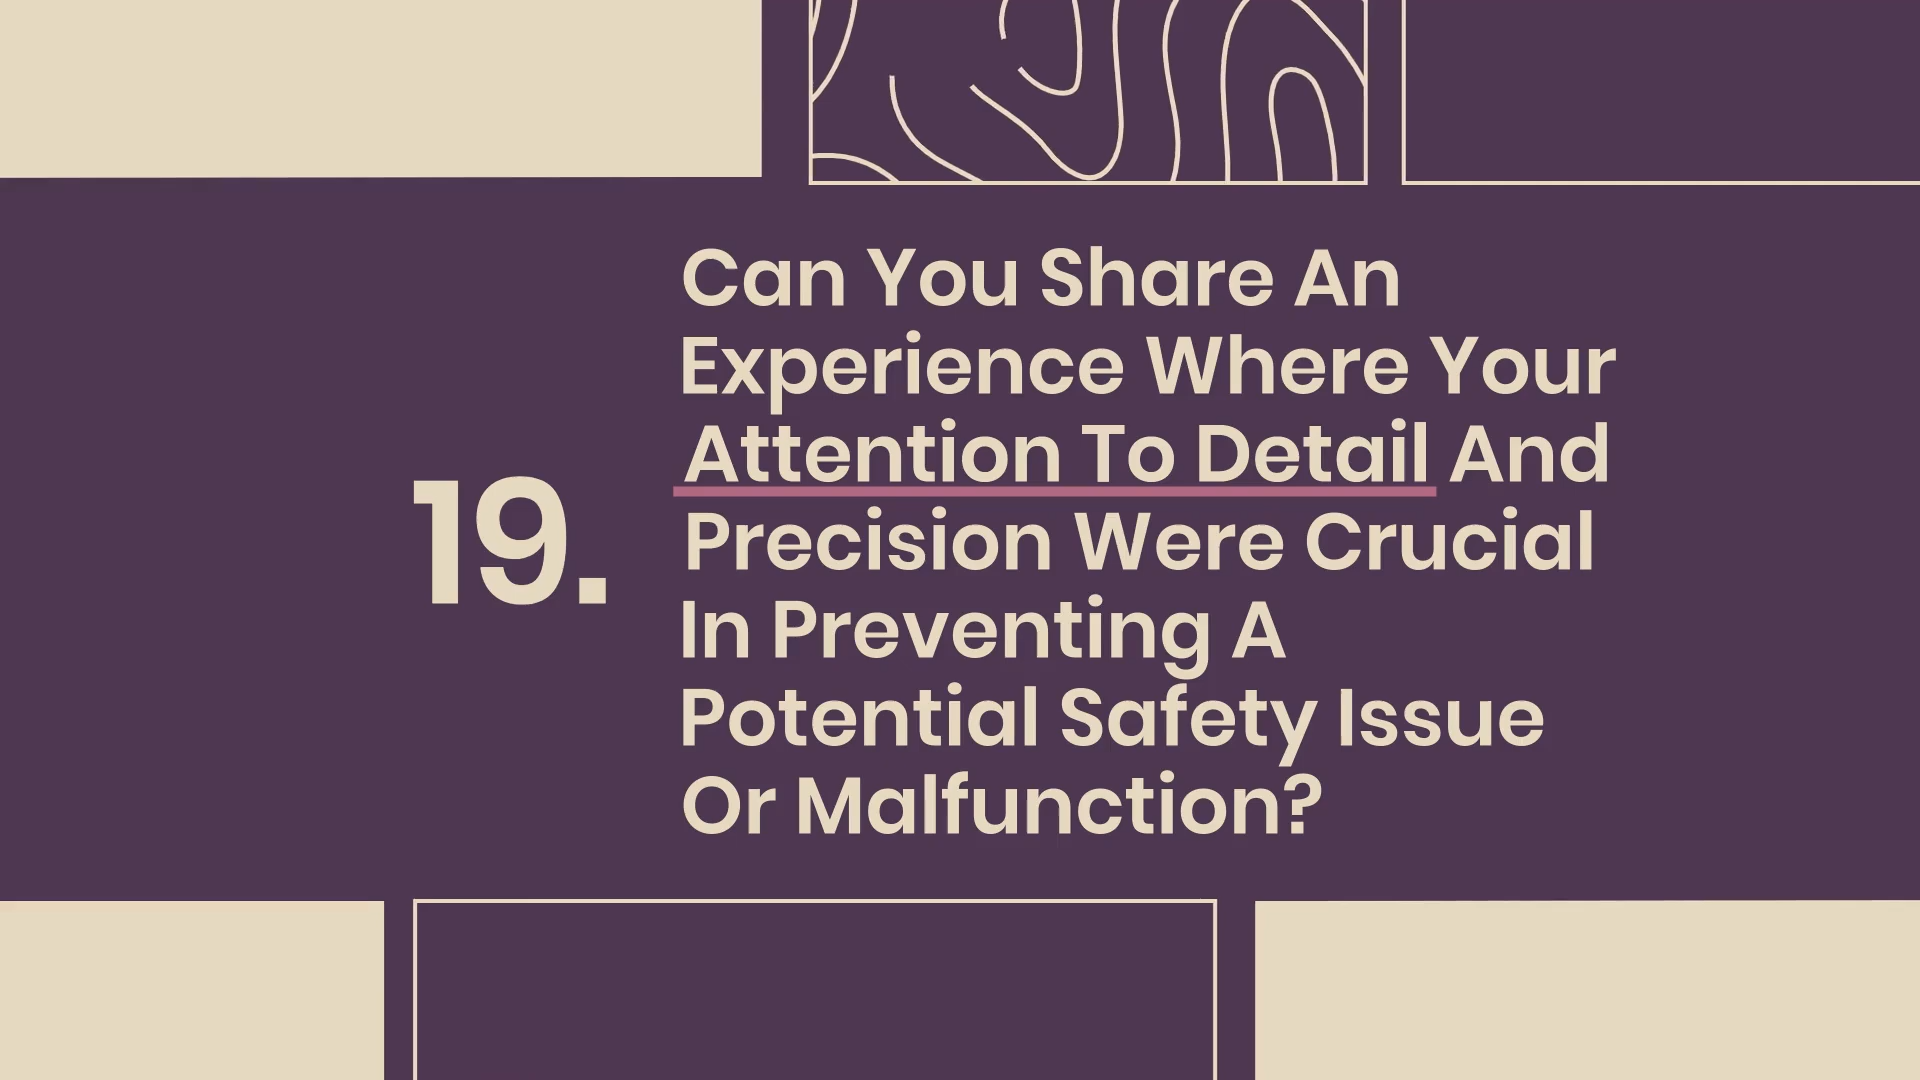 19.
Can You Share An
Experience Where Your
Attention To Detail And
Precision Were Crucial
In Preventing A
Potential Safety Issue
Or Malfunction?